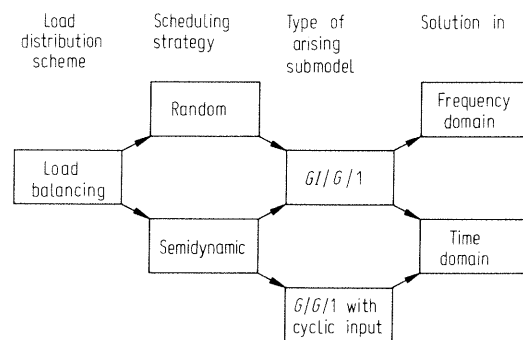 Load
distribution
scheme
Scheduling
strategy
Type of
arising
submodel
Solution in
Random
Frequency
domain
Load
balancing
GI/G/1
Semidynamic
Time
domain
G/G/1 with
cyclic input